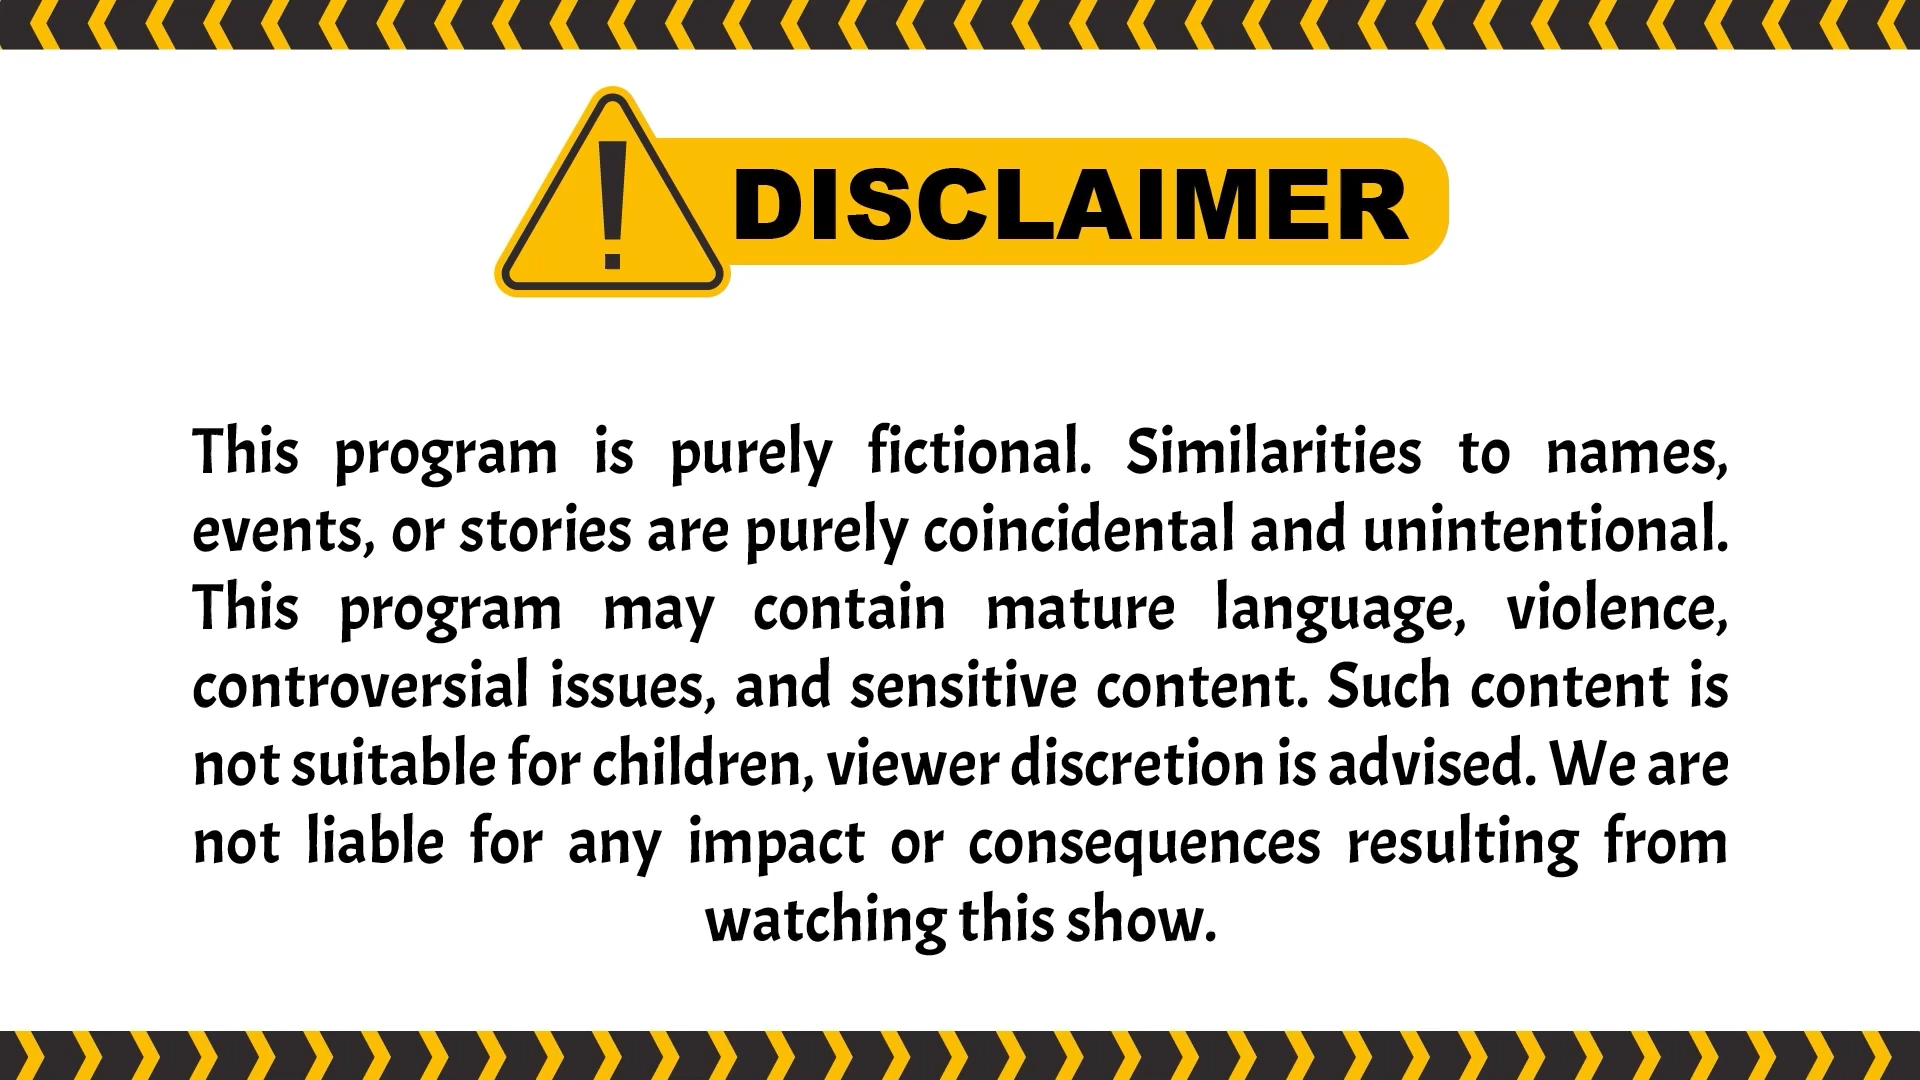 DISCLAIMER
This program is purely fictional. Similarities to names,
events, or stories are purely coincidental and unintentional.
This program may contain mature language, violence,
controversial issues, and sensitive content. Such content is
not suitable for children, viewer discretion is advised. We are
not liable for any impact or consequences resulting from
watching this show.